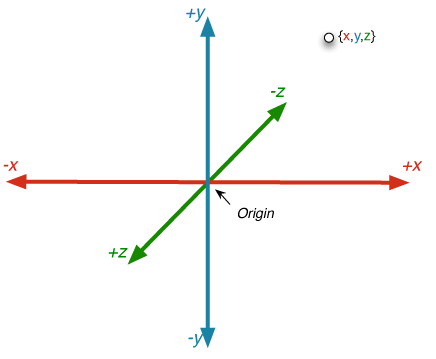 +y
{x,y,z}
-z
-x
+x
Origin
+z
-y